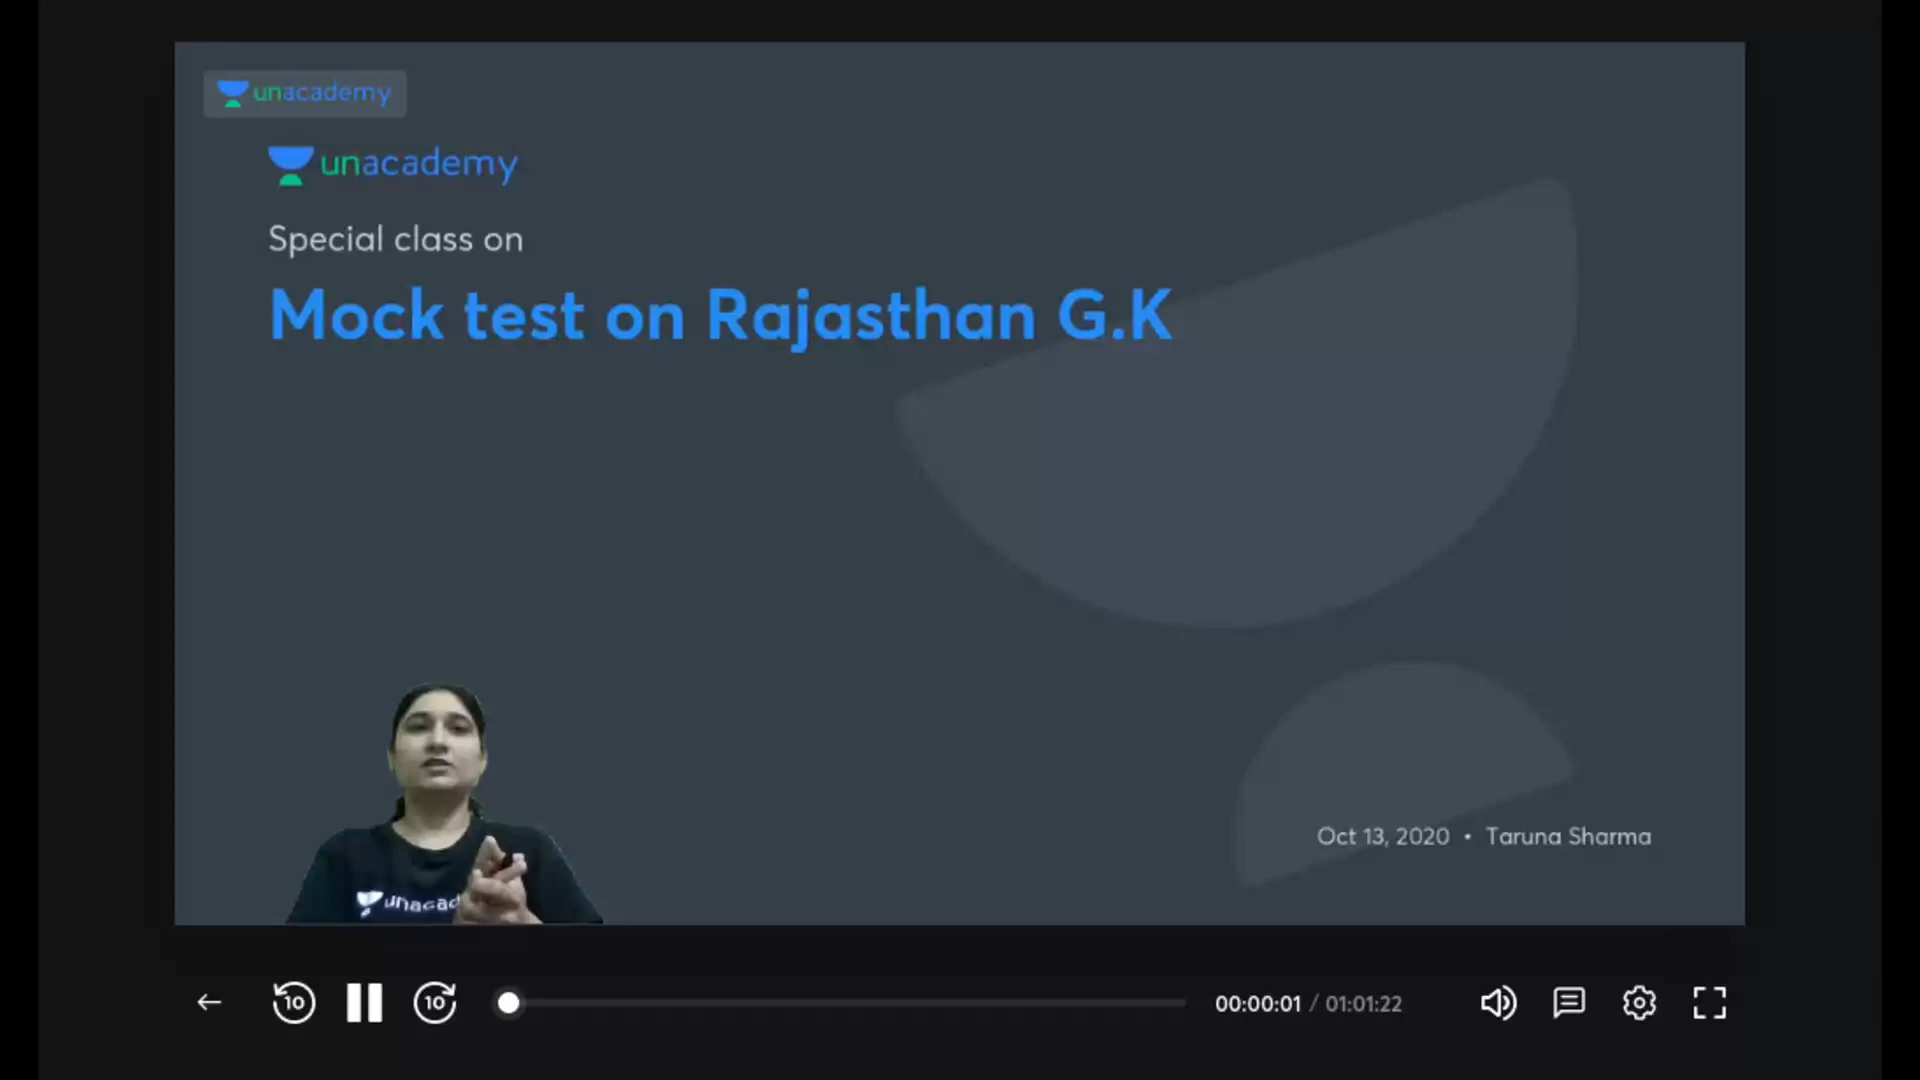 unacademy
unacademy
Special class on
Mock test on Rajasthan G.K
Oct 13, 2020 • Taruna Sharma
unacad
10
10
00:00:01 / 01:01:22